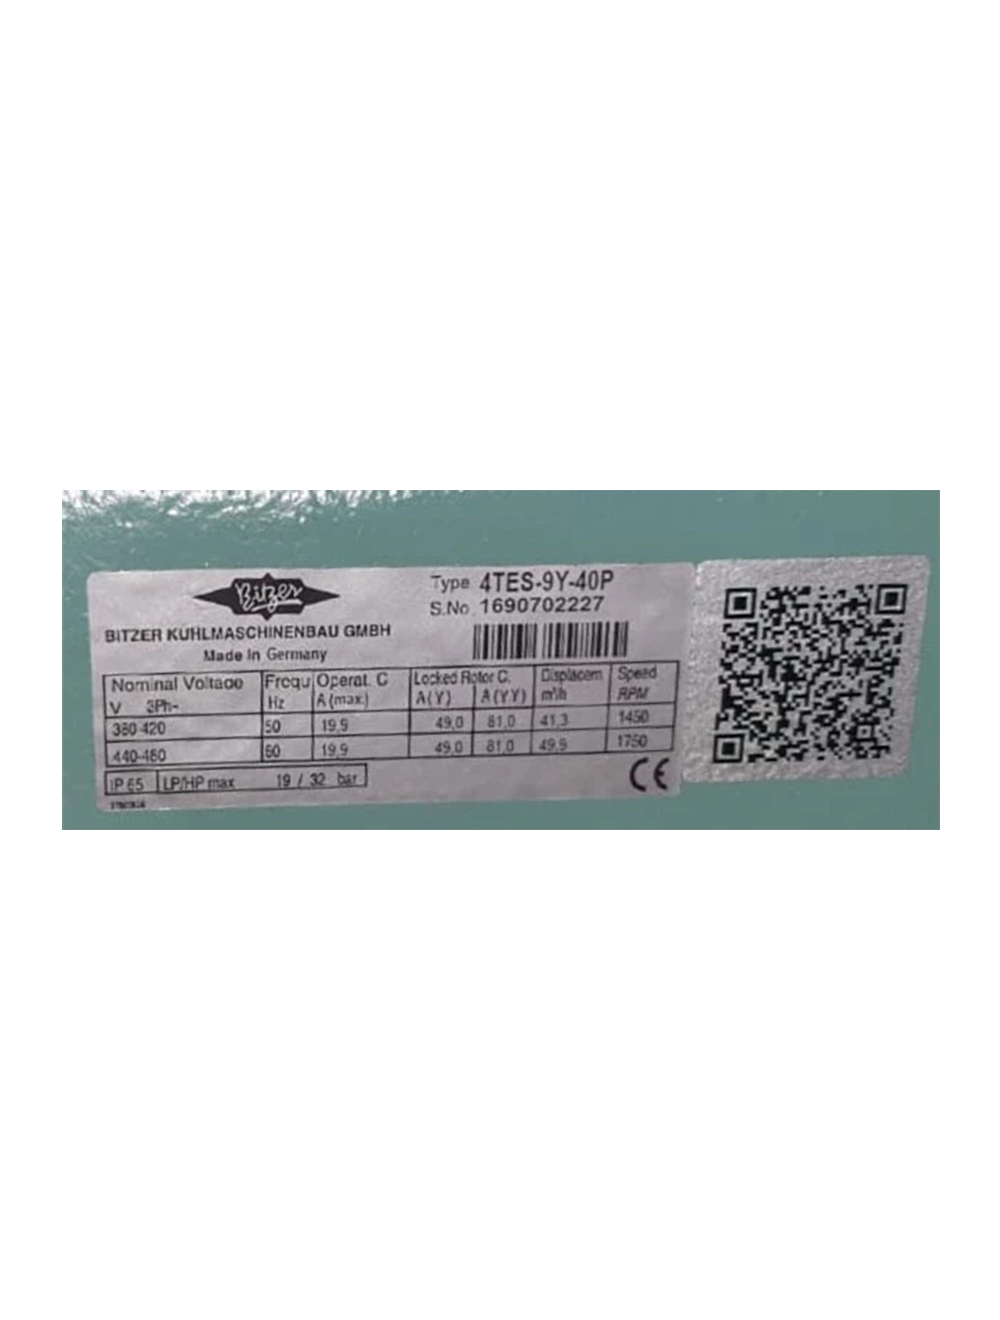 Bitzer
BITZER KÜHLMASCHINENBAU GMBH
Made in Germany
Type 4TES-9Y-40P
S.No. 1690702227
Nominal Voltage Frequ Operat. C Locked Rotor C. Displacem Speed
V 3Ph~ Hz A (max.) A (Y) A (YY) m³/h RPM
380-420 50 19,9 49,0 81,0 41,3 1450
440-480 60 19,9 49,0 81,0 49,9 1750
IP 65 LP/HP max 19 / 32 bar
CE